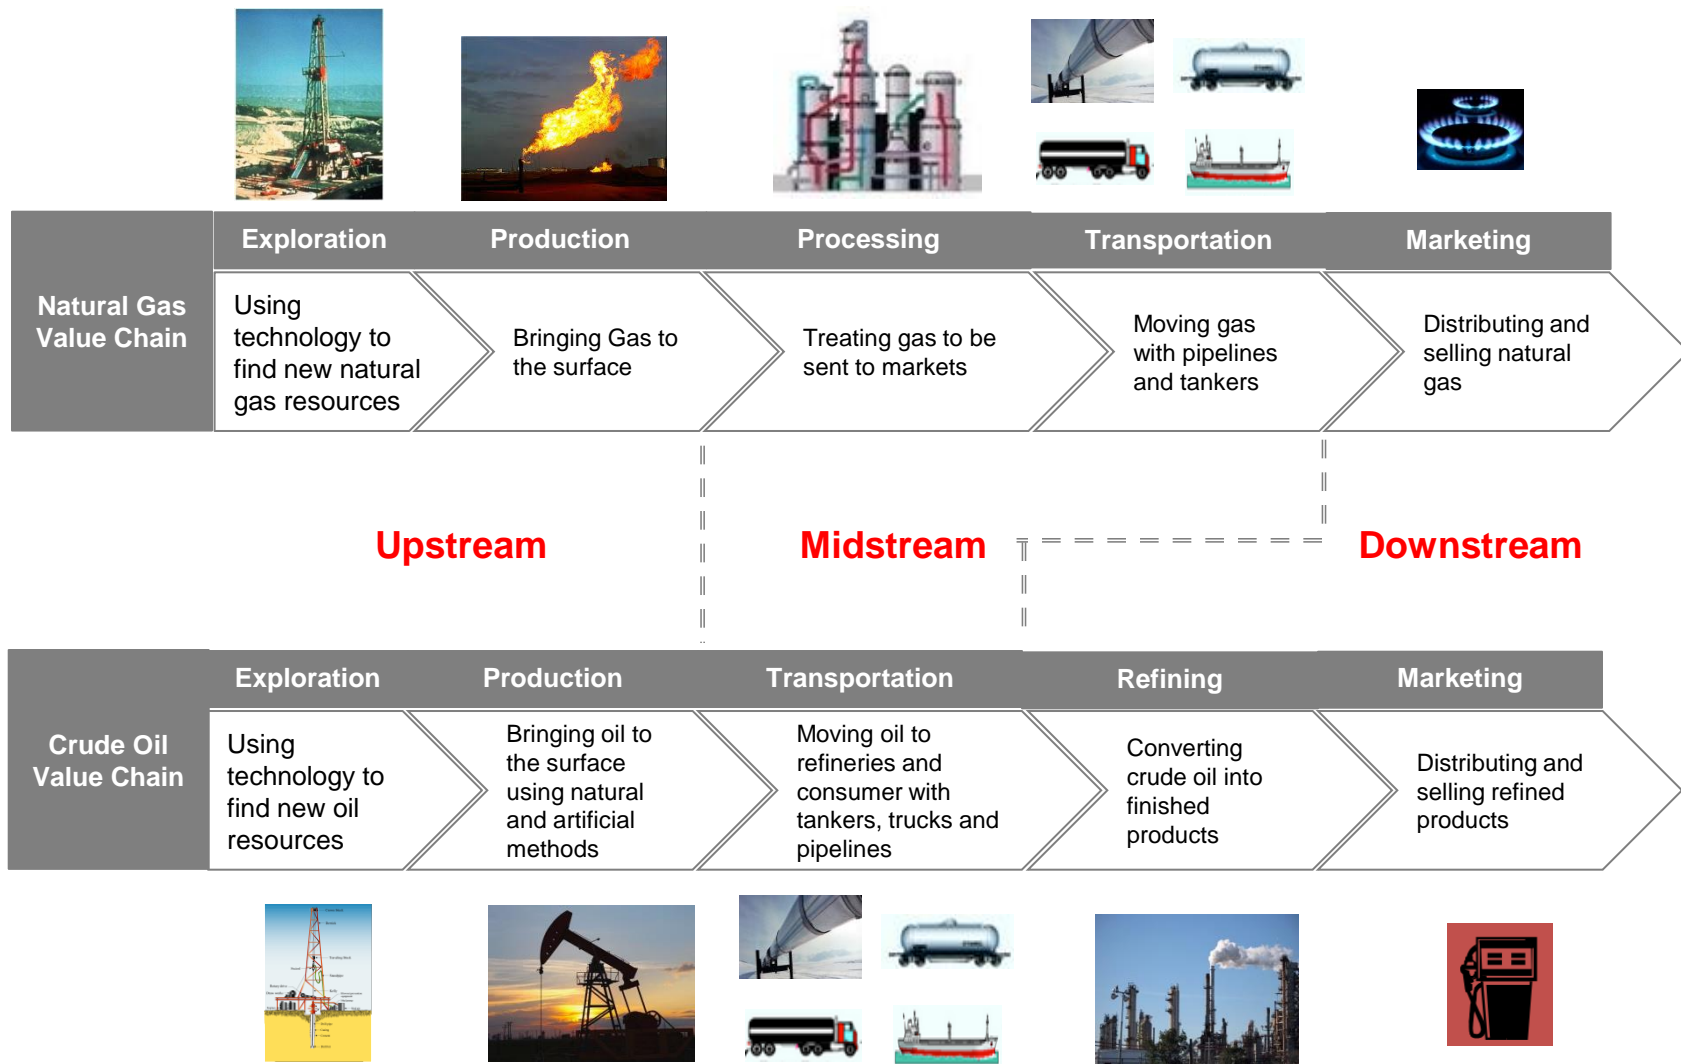 Exploration
Production
Processing
Transportation
Marketing
Natural Gas
Value Chain
Using
technology to
find new natural
gas resources
Bringing Gas to
the surface
Treating gas to be
sent to markets
Moving gas
with pipelines
and tankers
Distributing and
selling natural
gas
Upstream
Midstream
Downstream
Exploration
Production
Transportation
Refining
Marketing
Crude Oil
Value Chain
Using
technology to
find new oil
resources
Bringing oil to
the surface
using natural
and artificial
methods
Moving oil to
refineries and
consumer with
tankers, trucks and
pipelines
Converting
crude oil into
finished
products
Distributing and
selling refined
products